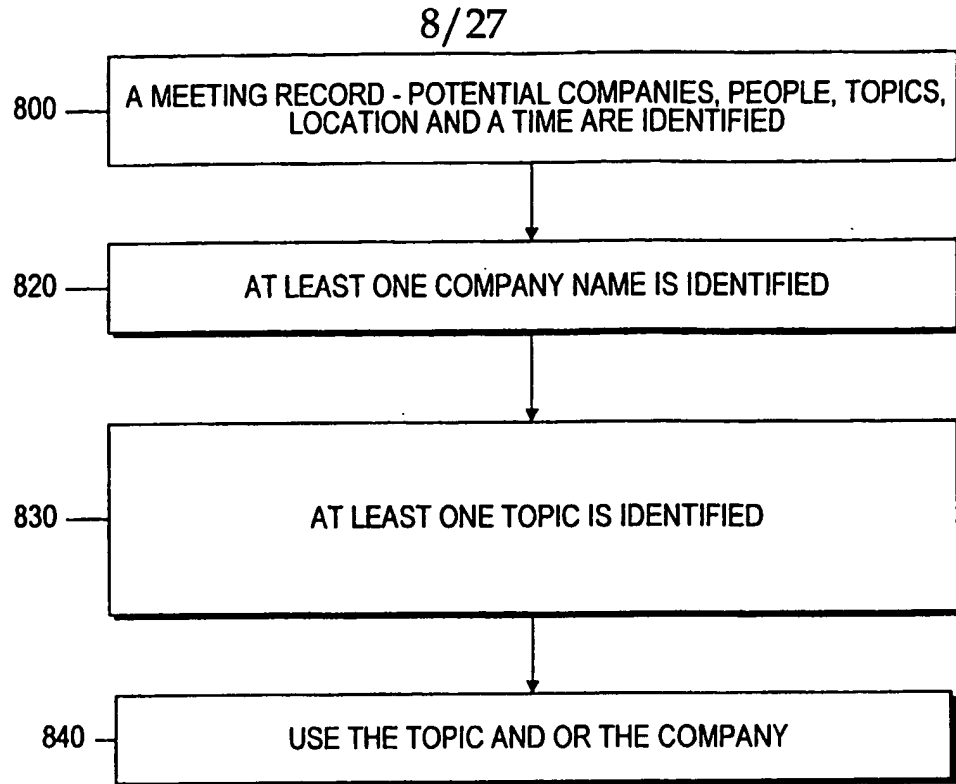 8/27
800
A MEETING RECORD - POTENTIAL COMPANIES, PEOPLE, TOPICS,
LOCATION AND A TIME ARE IDENTIFIED
820
AT LEAST ONE COMPANY NAME IS IDENTIFIED
830
AT LEAST ONE TOPIC IS IDENTIFIED
840
USE THE TOPIC AND OR THE COMPANY